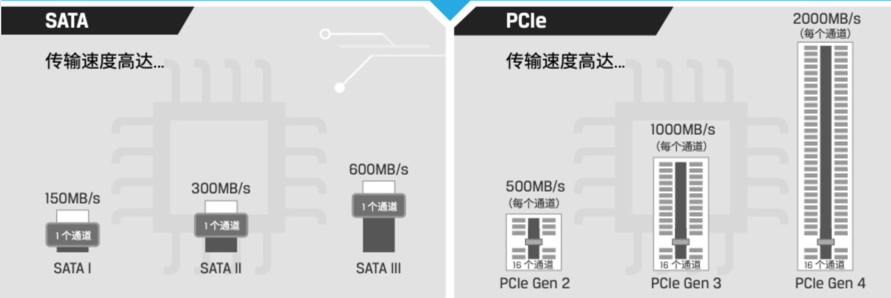 SATA
传输速度高达...
150MB/s
1个通道
SATA I
300MB/s
1个通道
SATA II
600MB/s
1个通道
SATA III
PCIe
传输速度高达...
500MB/s
(每个通道)
16 个通道
PCIe Gen 2
1000MB/s
(每个通道)
16 个通道
PCIe Gen 3
2000MB/s
(每个通道)
16 个通道
PCIe Gen 4